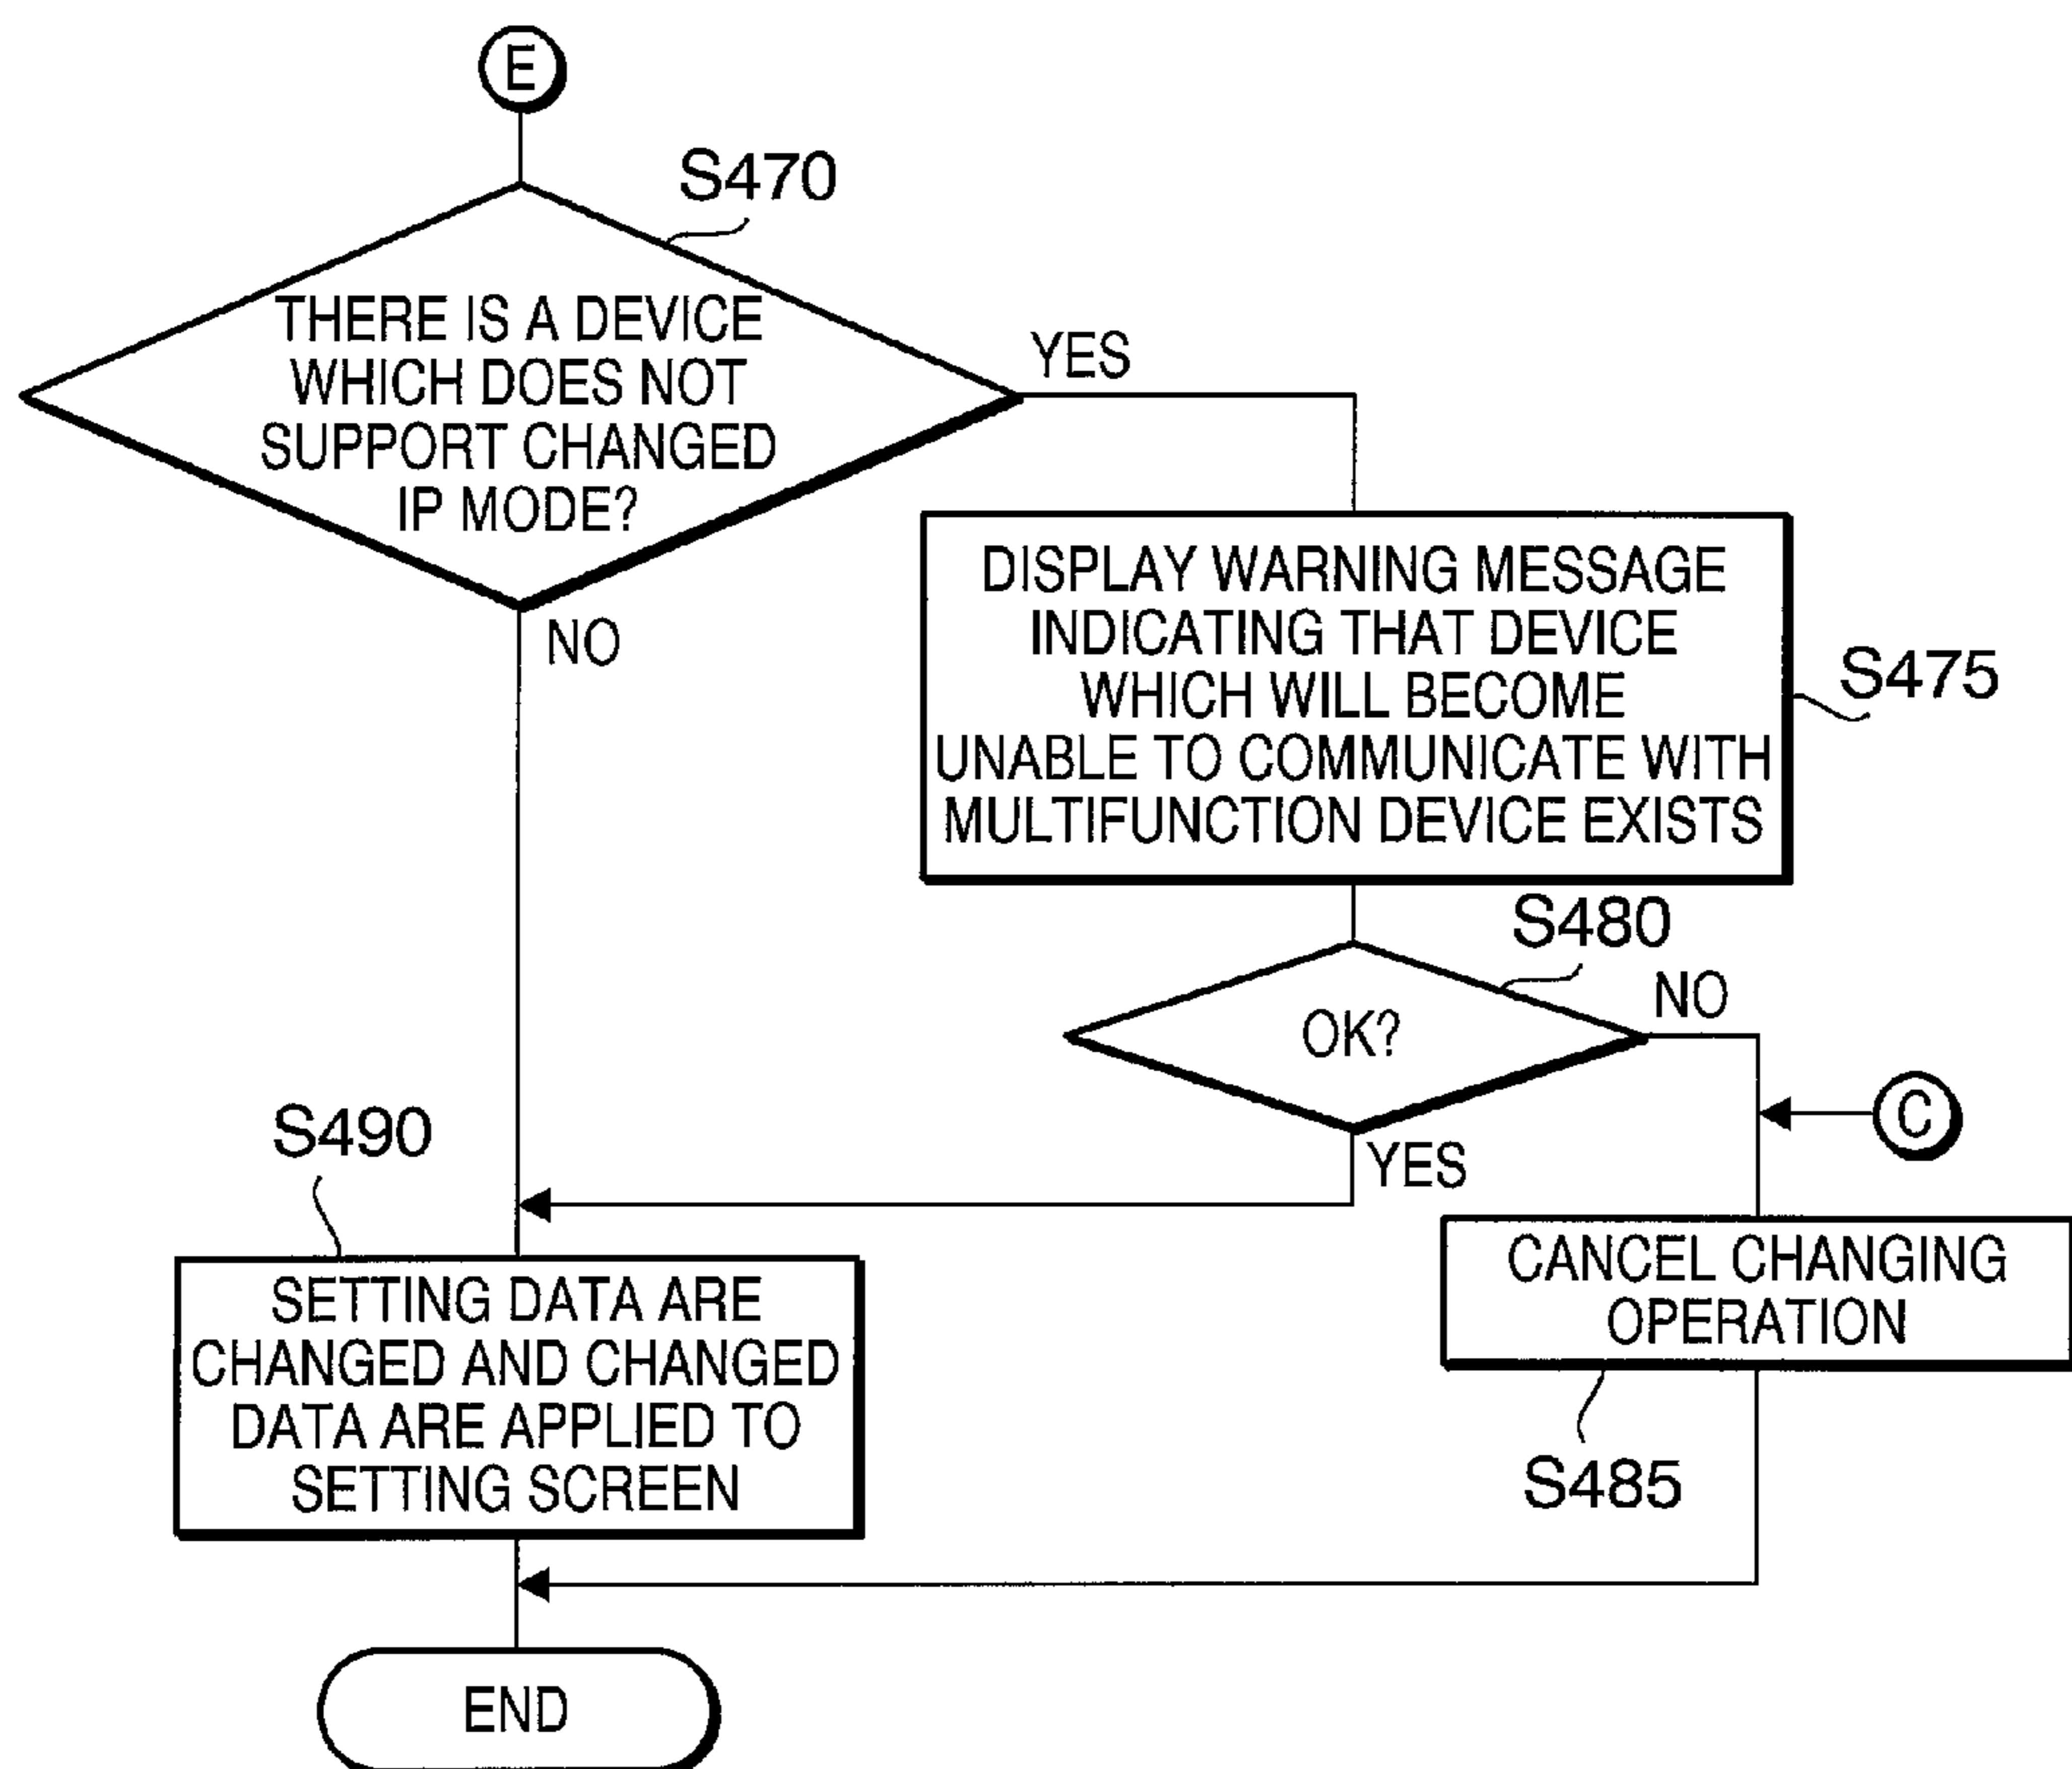 E
S470
THERE IS A DEVICE
WHICH DOES NOT
SUPPORT CHANGED
IP MODE?
YES
NO
DISPLAY WARNING MESSAGE
INDICATING THAT DEVICE
WHICH WILL BECOME
UNABLE TO COMMUNICATE WITH
MULTIFUNCTION DEVICE EXISTS
S475
S480
OK?
NO
C
YES
S490
SETTING DATA ARE
CHANGED AND CHANGED
DATA ARE APPLIED TO
SETTING SCREEN
CANCEL CHANGING
OPERATION
S485
END